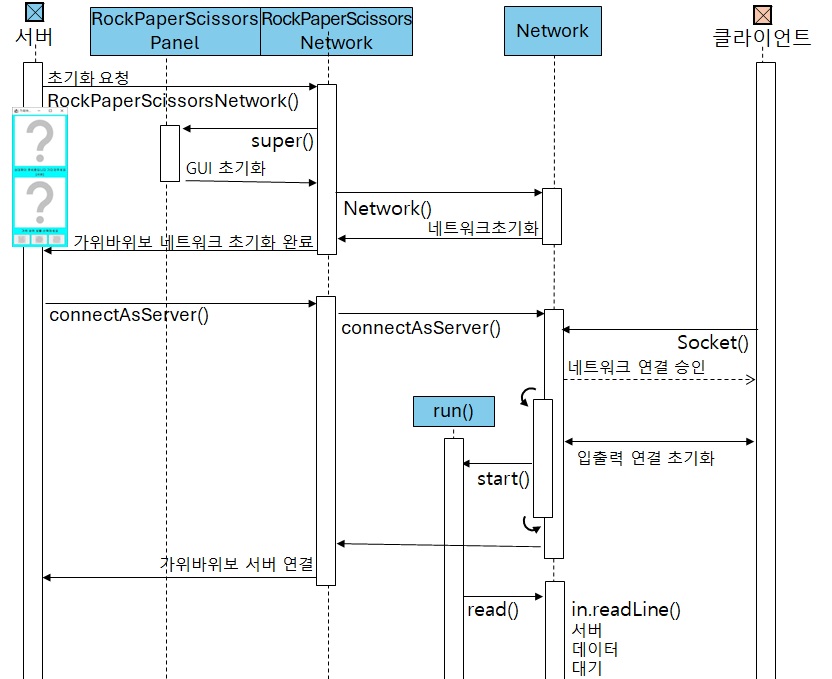 서버
RockPaperScissors
Panel
RockPaperScissors
Network
Network
클라이언트
초기화 요청
RockPaperScissorsNetwork()
super()
GUI 초기화
Network()
네트워크초기화
가위바위보 네트워크 초기화 완료
connectAsServer()
connectAsServer()
Socket()
네트워크 연결 승인
run()
입출력 연결 초기화
start()
가위바위보 서버 연결
read()
in.readLine()
서버
데이터
대기